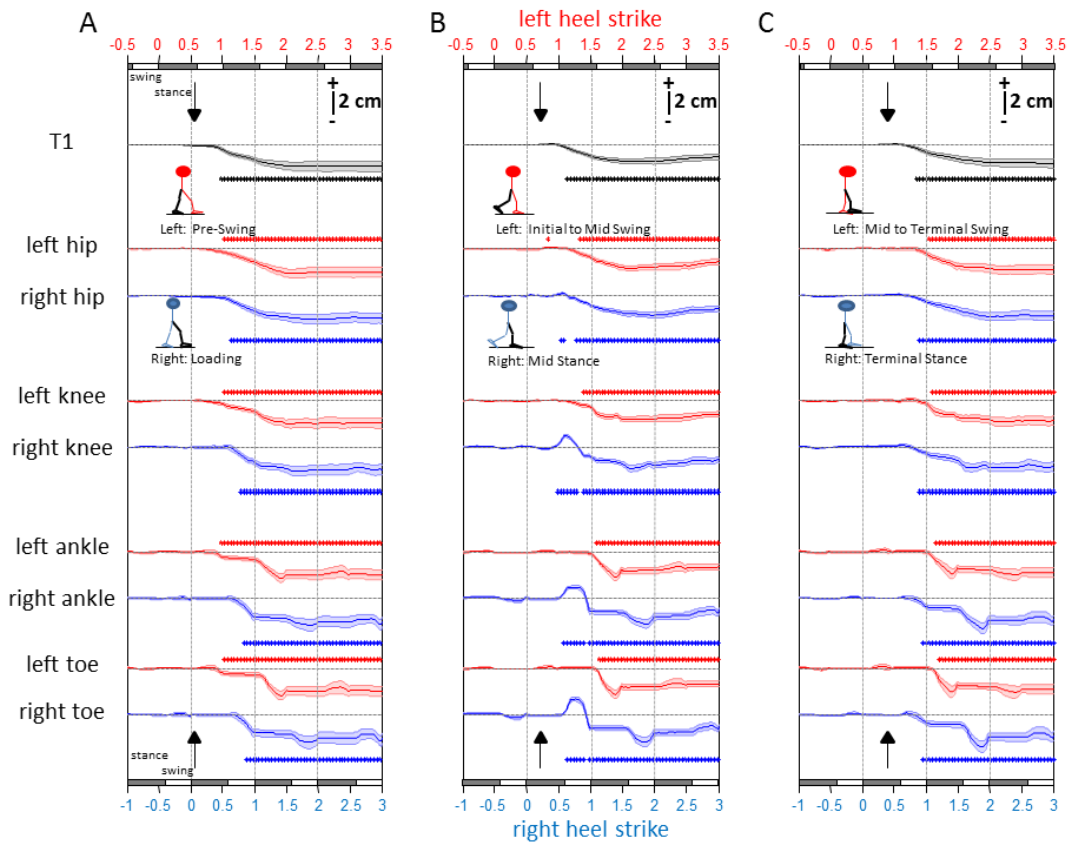 A
B
C
left heel strike
-0.5 0 0.5 1 1.5 2 2.5 3 3.5
-0.5 0 0.5 1 1.5 2 2.5 3 3.5
-0.5 0 0.5 1 1.5 2 2.5 3 3.5
swing
stance
+
2 cm
-
+
2 cm
-
+
2 cm
-
T1
Left: Pre-Swing
Left: Initial to Mid Swing
Left: Mid to Terminal Swing
left hip
right hip
Right: Loading
Right: Mid Stance
Right: Terminal Stance
left knee
right knee
left ankle
right ankle
left toe
right toe
stance
swing
-1 -0.5 0 0.5 1 1.5 2 2.5 3
-1 -0.5 0 0.5 1 1.5 2 2.5 3
-1 -0.5 0 0.5 1 1.5 2 2.5 3
right heel strike